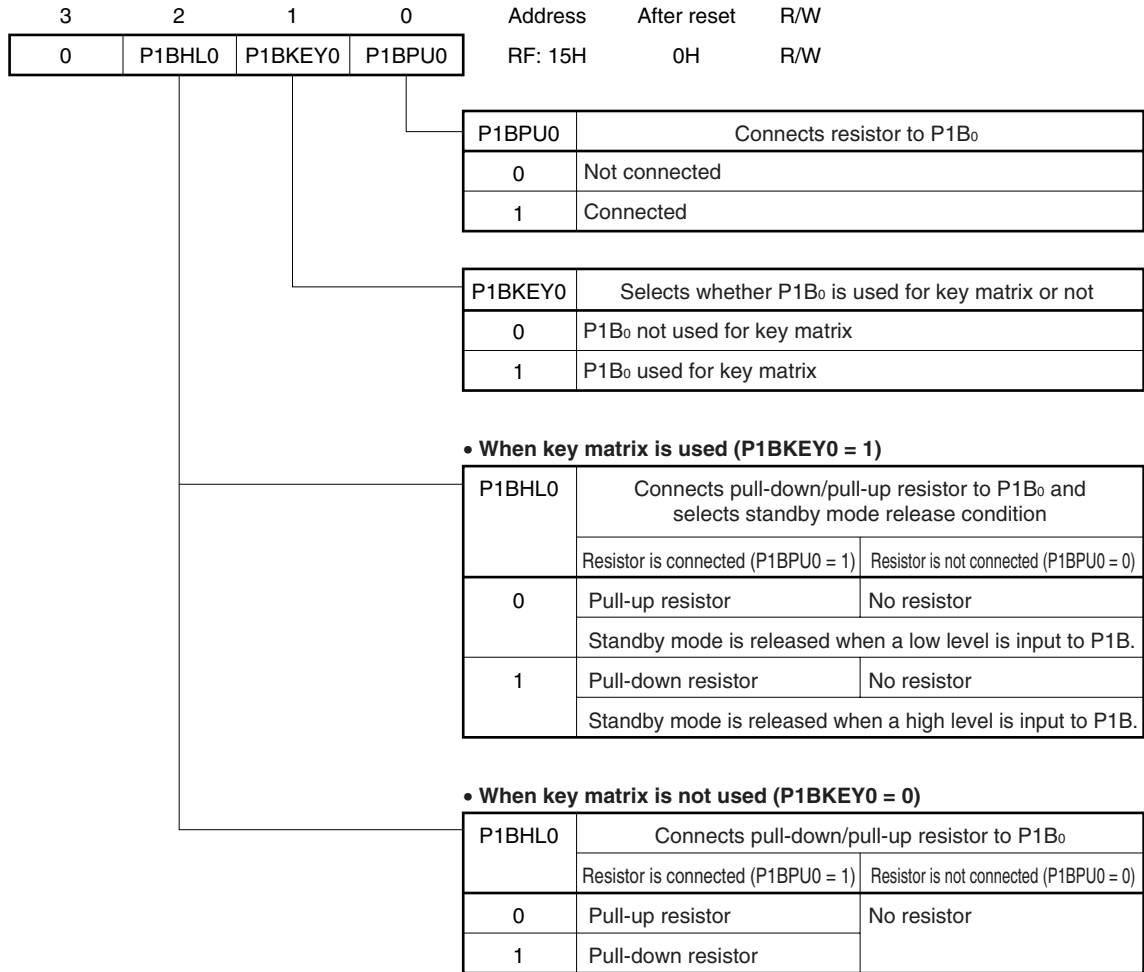 3 2 1 0 Address After reset R/W
0 P1BHL0 P1BKEY0 P1BPU0 RF: 15H 0H R/W
P1BPU0 Connects resistor to P1B₀
0 Not connected
1 Connected
P1BKEY0 Selects whether P1B₀ is used for key matrix or not
0 P1B₀ not used for key matrix
1 P1B₀ used for key matrix
• When key matrix is used (P1BKEY0 = 1)
P1BHL0 Connects pull-down/pull-up resistor to P1B₀ and
selects standby mode release condition
Resistor is connected (P1BPU0 = 1) Resistor is not connected (P1BPU0 = 0)
0 Pull-up resistor No resistor
Standby mode is released when a low level is input to P1B.
1 Pull-down resistor No resistor
Standby mode is released when a high level is input to P1B.
• When key matrix is not used (P1BKEY0 = 0)
P1BHL0 Connects pull-down/pull-up resistor to P1B₀
Resistor is connected (P1BPU0 = 1) Resistor is not connected (P1BPU0 = 0)
0 Pull-up resistor No resistor
1 Pull-down resistor